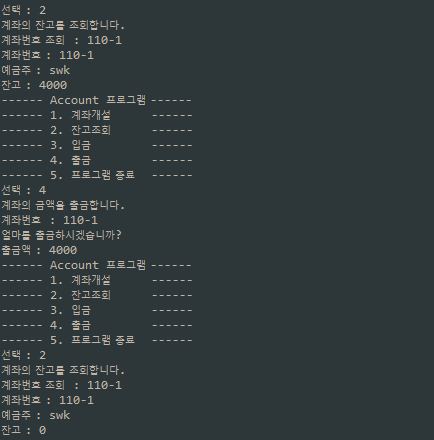 선택 : 2
계좌의 잔고를 조회합니다.
계좌번호 조회 : 110-1
계좌번호 : 110-1
예금주 : swk
잔고 : 4000
------ Account 프로그램 ------
------ 1. 계좌개설 ------
------ 2. 잔고조회 ------
------ 3. 입금 ------
------ 4. 출금 ------
------ 5. 프로그램 종료 ------
선택 : 4
계좌의 금액을 출금합니다.
계좌번호 : 110-1
얼마를 출금하시겠습니까?
출금액 : 4000
------ Account 프로그램 ------
------ 1. 계좌개설 ------
------ 2. 잔고조회 ------
------ 3. 입금 ------
------ 4. 출금 ------
------ 5. 프로그램 종료 ------
선택 : 2
계좌의 잔고를 조회합니다.
계좌번호 조회 : 110-1
계좌번호 : 110-1
예금주 : swk
잔고 : 0